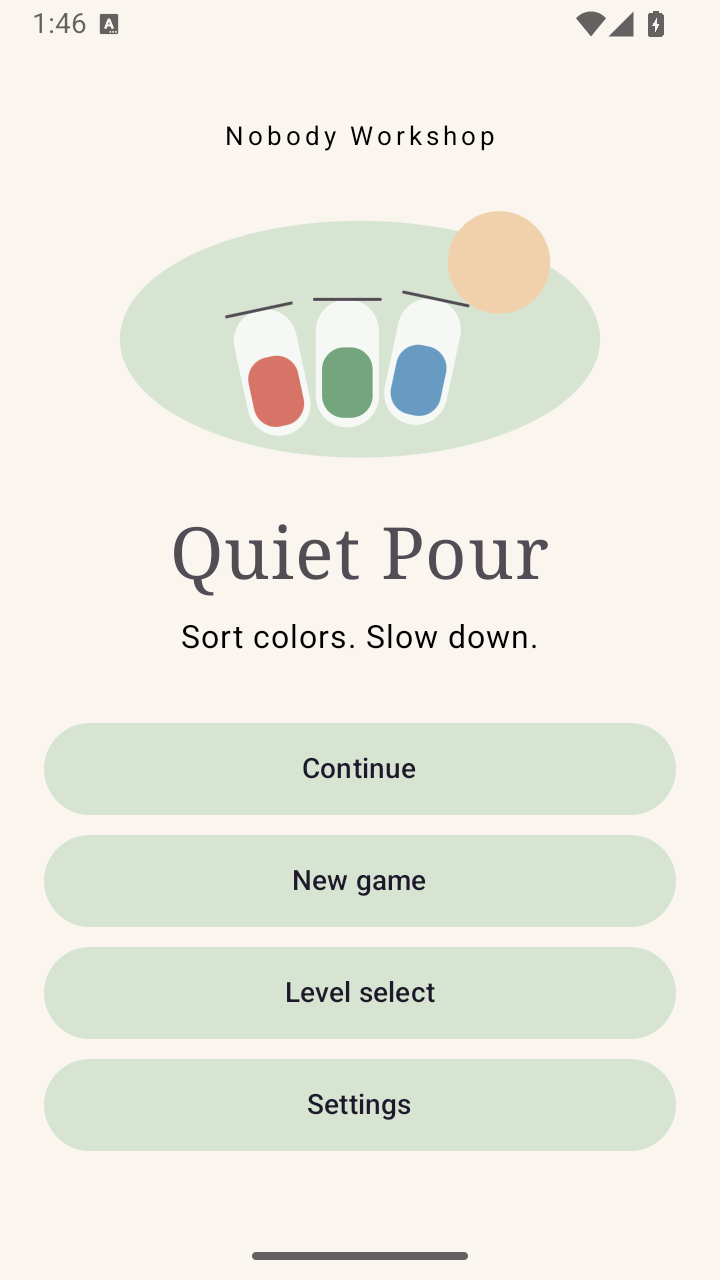 1:46
Nobody Workshop
Quiet Pour
Sort colors. Slow down.
Continue
New game
Level select
Settings